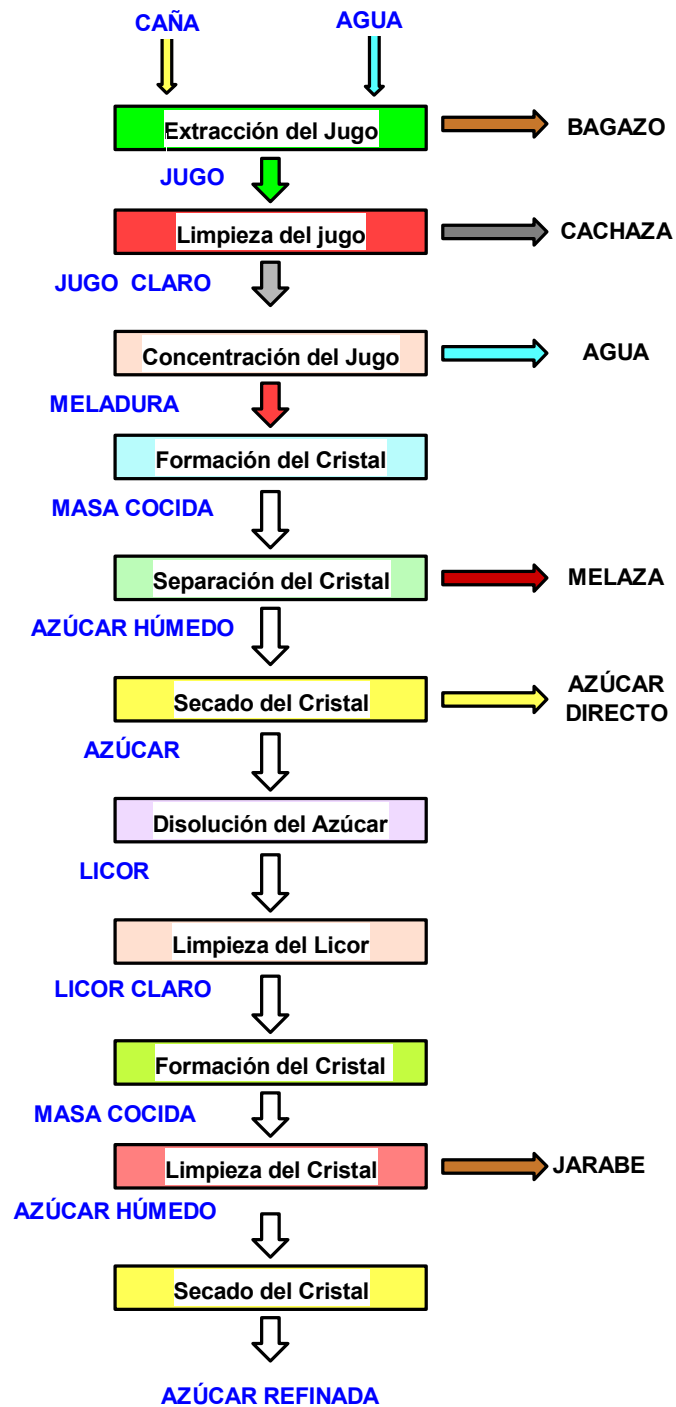 CAÑA
AGUA
Extracción del Jugo
BAGAZO
JUGO
Limpieza del jugo
CACHAZA
JUGO CLARO
Concentración del Jugo
AGUA
MELADURA
Formación del Cristal
MASA COCIDA
Separación del Cristal
MELAZA
AZÚCAR HÚMEDO
Secado del Cristal
AZÚCAR
DIRECTO
AZÚCAR
Disolución del Azúcar
LICOR
Limpieza del Licor
LICOR CLARO
Formación del Cristal
MASA COCIDA
Limpieza del Cristal
JARABE
AZÚCAR HÚMEDO
Secado del Cristal
AZÚCAR REFINADA